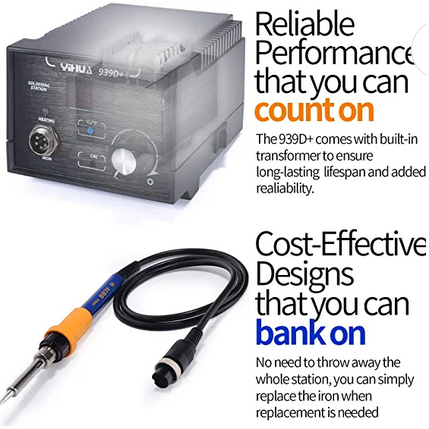 Reliable
Performance
that you can
count on
The 939D+ comes with built-in
transformer to ensure
long-lasting lifespan and added
realiability.
YIHUA 939D+
SOLDERING
STATION
°C/°F
HEATING
CAL
IRON
Cost-Effective
Designs
that you can
bank on
No need to throw away the
whole station, you can simply
replace the iron when
replacement is needed